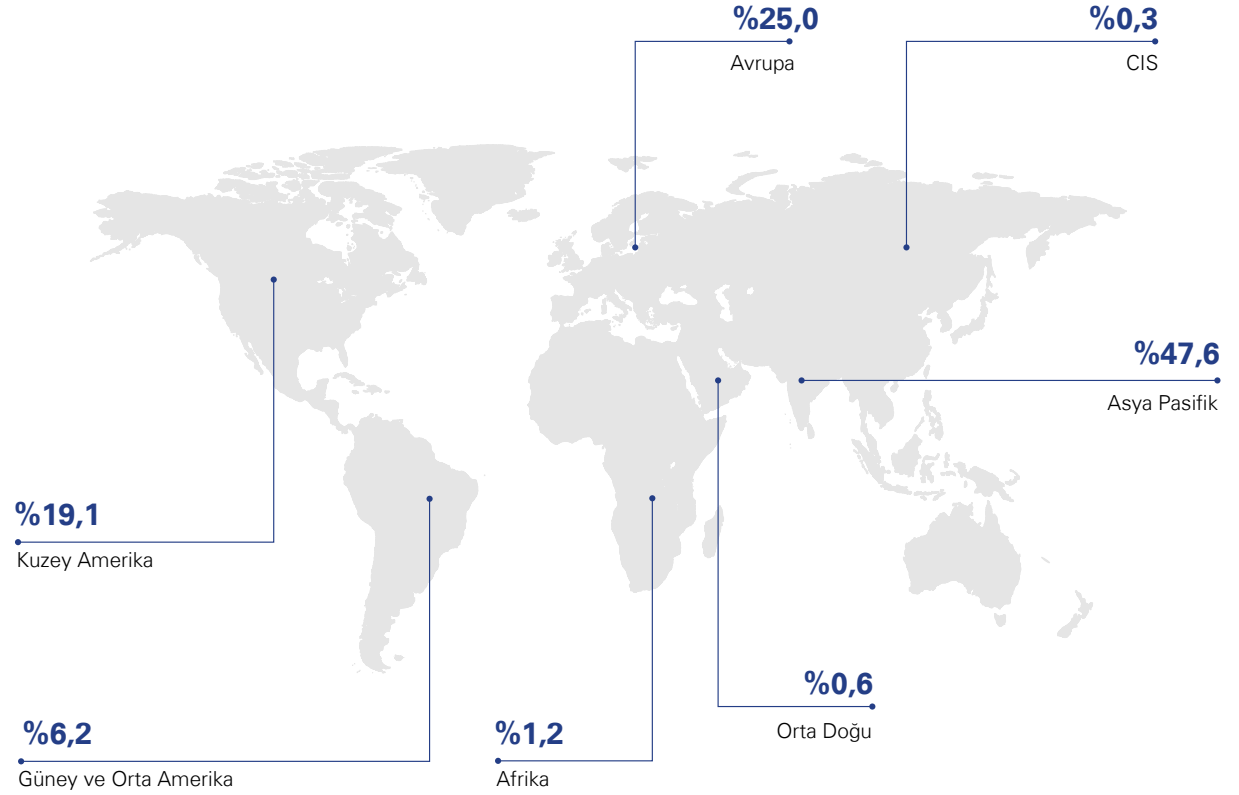 %25,0
Avrupa
%0,3
CIS
%47,6
Asya Pasifik
%19,1
Kuzey Amerika
%0,6
Orta Doğu
%6,2
Güney ve Orta Amerika
%1,2
Afrika